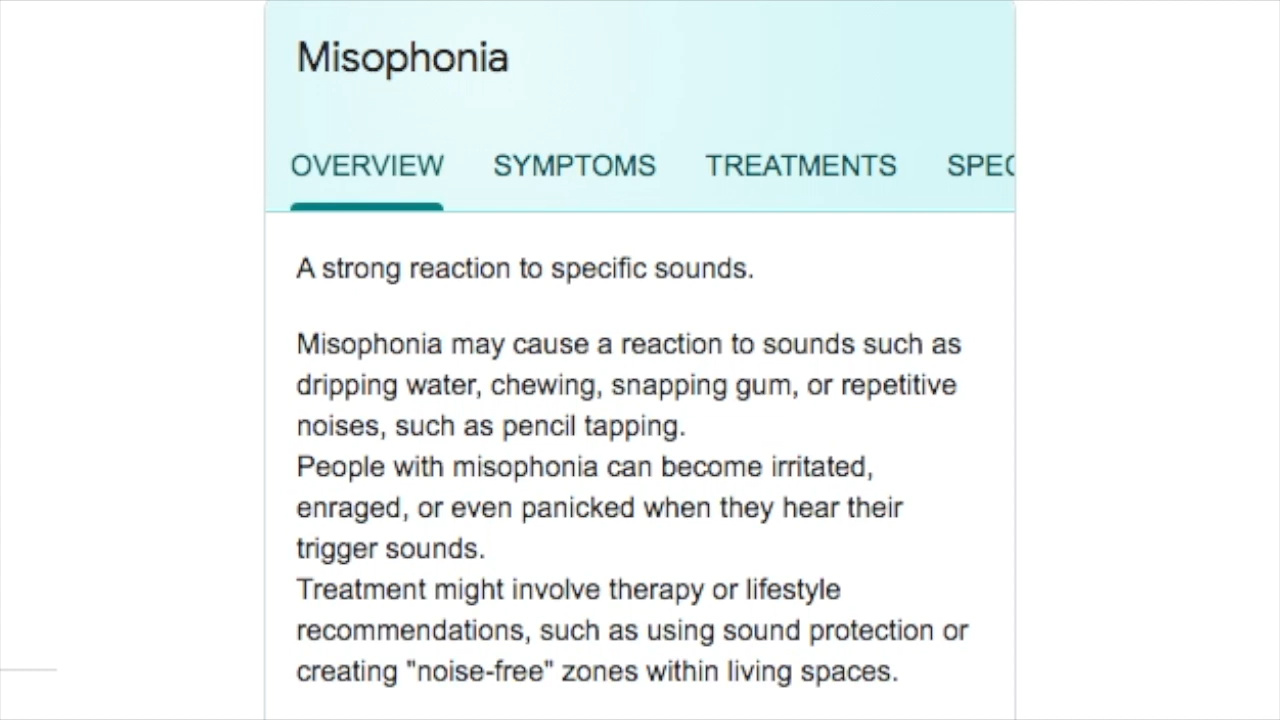 Misophonia
OVERVIEW SYMPTOMS TREATMENTS SPEC
A strong reaction to specific sounds.
Misophonia may cause a reaction to sounds such as
dripping water, chewing, snapping gum, or repetitive
noises, such as pencil tapping.
People with misophonia can become irritated,
enraged, or even panicked when they hear their
trigger sounds.
Treatment might involve therapy or lifestyle
recommendations, such as using sound protection or
creating "noise-free" zones within living spaces.